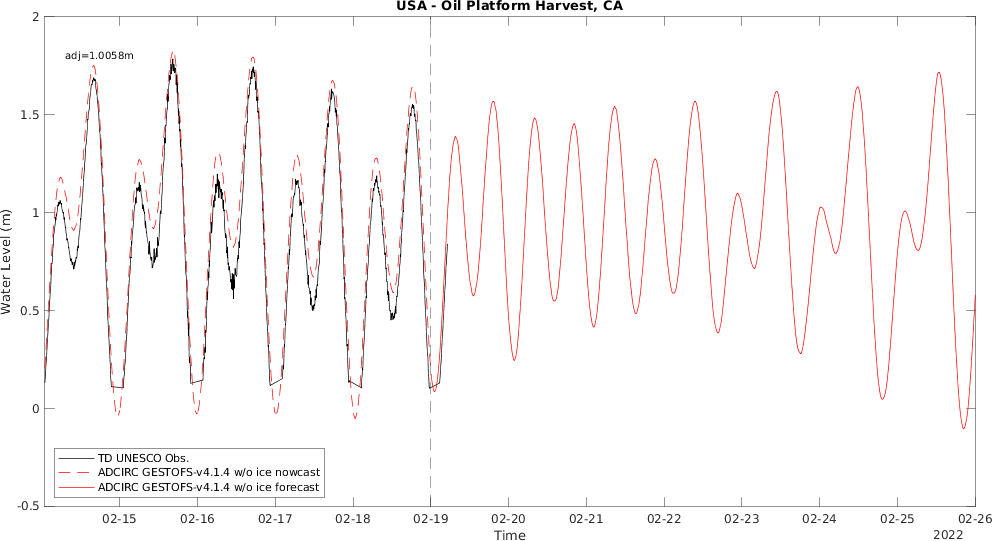 USA - Oil Platform Harvest, CA
adj=1.0058m
Water Level (m)
2
1.5
1
0.5
0
-0.5
TD UNESCO Obs.
ADCIRC GESTOFS-v4.1.4 w/o ice nowcast
ADCIRC GESTOFS-v4.1.4 w/o ice forecast
02-15 02-16 02-17 02-18 02-19 02-20 02-21 02-22 02-23 02-24 02-25 02-26
Time
2022